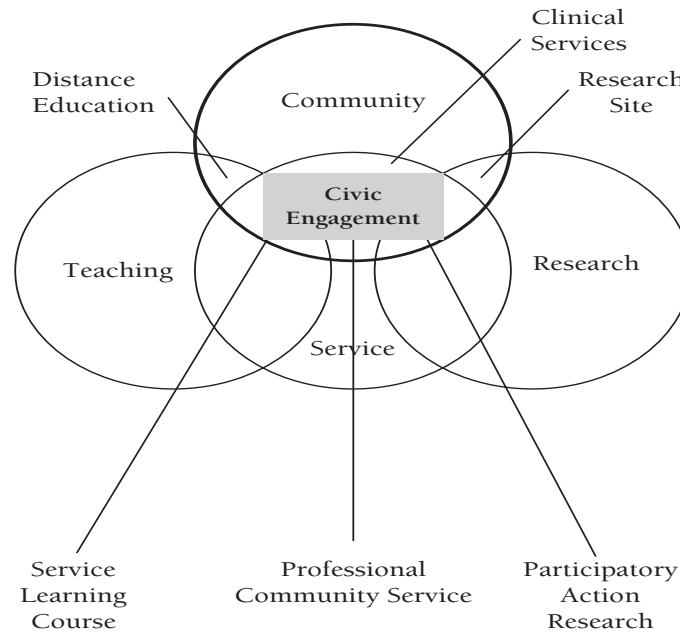 Clinical
Services
Distance
Education
Community
Research
Site
Civic
Engagement
Teaching
Research
Service
Service
Learning
Course
Professional
Community Service
Participatory
Action
Research